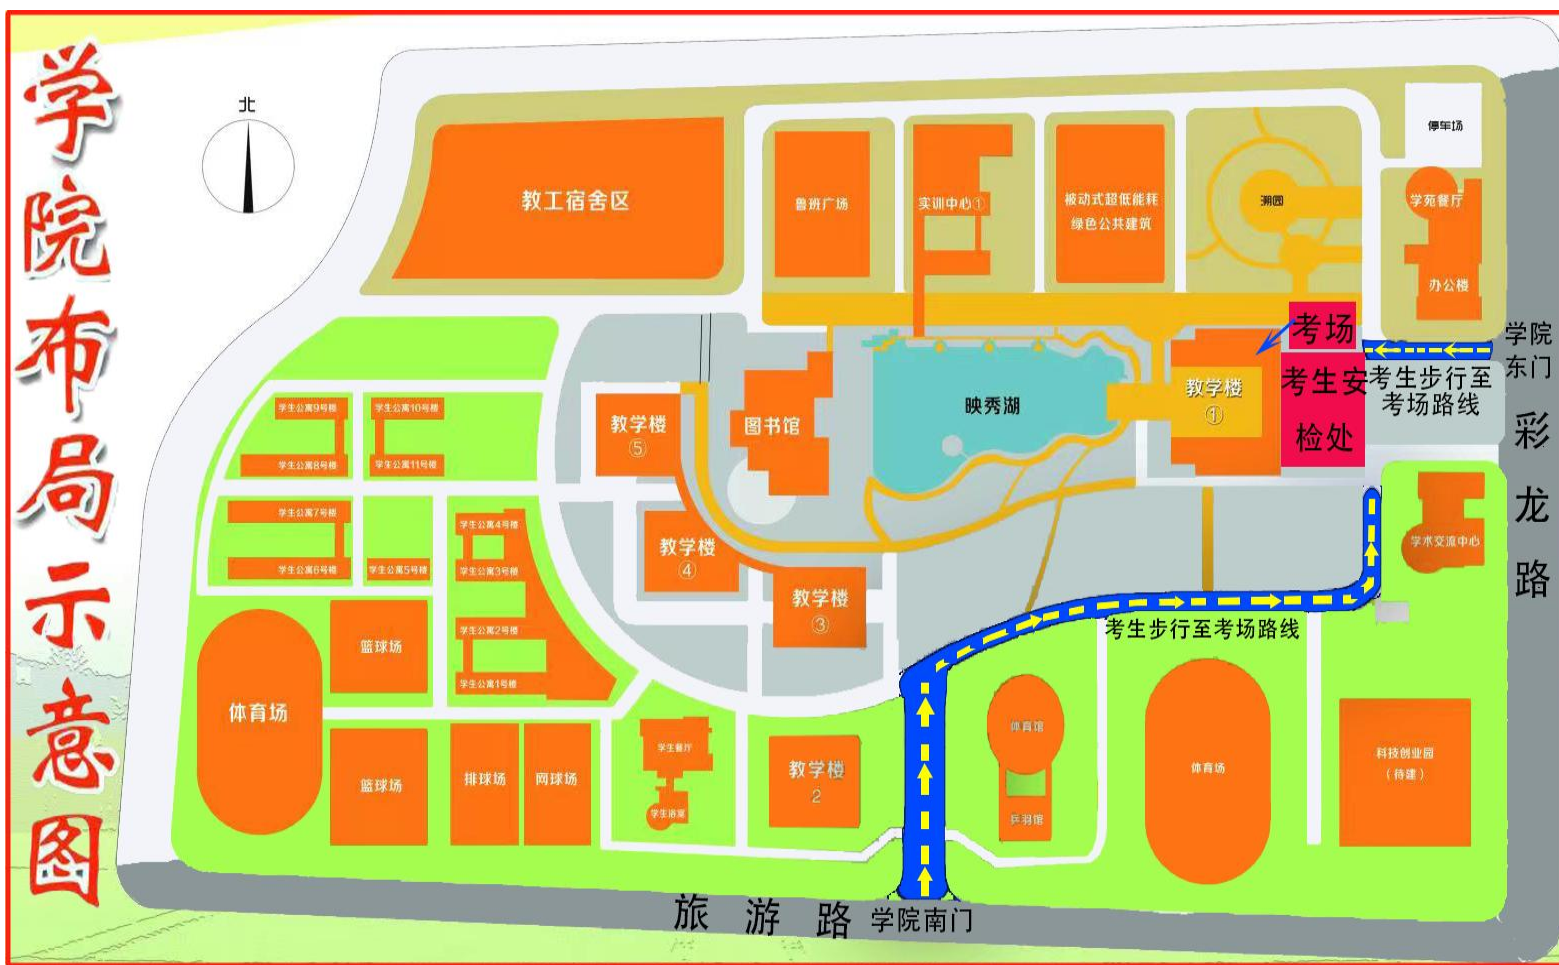 学院布局示意图
北
停车场
教工宿舍区
鲁班广场
实训中心①
被动式超低能耗
绿色公共建筑
溯园
学苑餐厅
办公楼
考场
学院
东门
考生安
检处
考生步行至
考场路线
教学楼
①
映秀湖
图书馆
教学楼
⑤
学生公寓9号楼
学生公寓10号楼
学生公寓8号楼
学生公寓11号楼
学生公寓7号楼
学生公寓4号楼
学生公寓6号楼
学生公寓5号楼
学生公寓3号楼
教学楼
④
教学楼
③
学术交流中心
彩龙路
学生公寓2号楼
学生公寓1号楼
考生步行至考场路线
篮球场
体育场
篮球场
排球场
网球场
学生餐厅
学生浴室
教学楼
2
体育馆
乒羽馆
体育场
科技创业园
（待建）
旅游路
学院南门